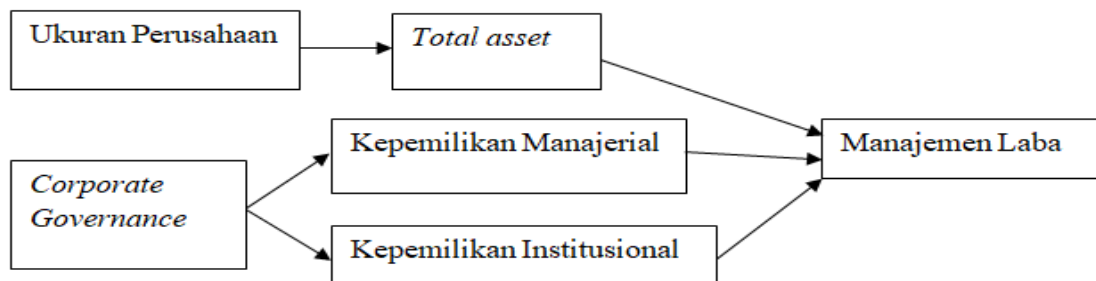 Ukuran Perusahaan
Total asset
Kepemilikan Manajerial
Manajemen Laba
Corporate
Governance
Kepemilikan Institusional